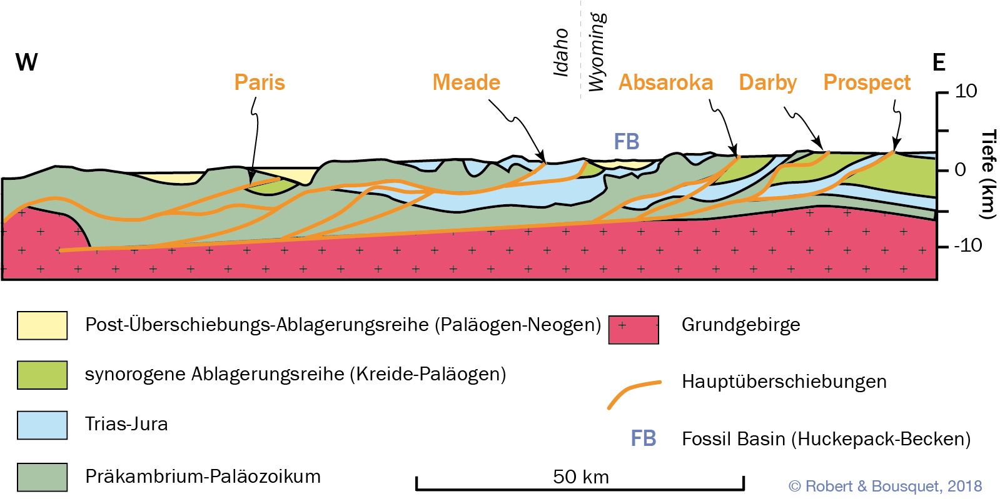 Idaho
Wyoming
W
E
Paris
Meade
Absaroka
Darby
Prospect
FB
10
0
-10
Tiefe (km)
Post-Überschiebungs-Ablagerungsreihe (Paläogen-Neogen)
synorogene Ablagerungsreihe (Kreide-Paläogen)
Trias-Jura
Präkambrium-Paläozoikum
Grundgebirge
Hauptüberschiebungen
FB Fossil Basin (Huckepack-Becken)
50 km
© Robert & Bousquet, 2018